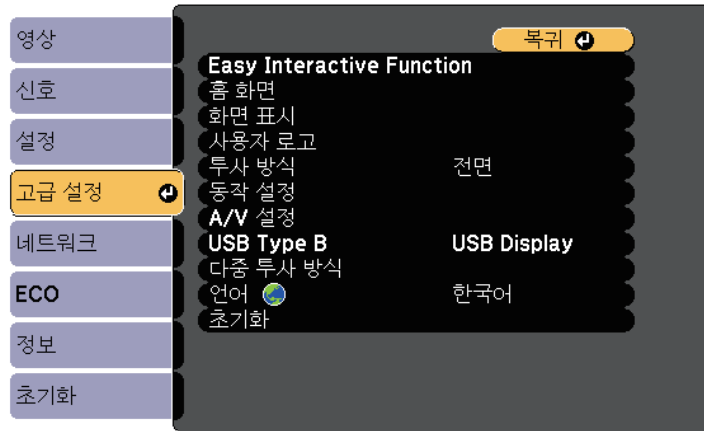 영상
신호
설정
고급 설정
네트워크
ECO
정보
초기화
복귀
Easy Interactive Function
홈 화면
화면 표시
사용자 로고
투사 방식 전면
동작 설정
A/V 설정
USB Type B USB Display
다중 투사 방식
언어 한국어
초기화